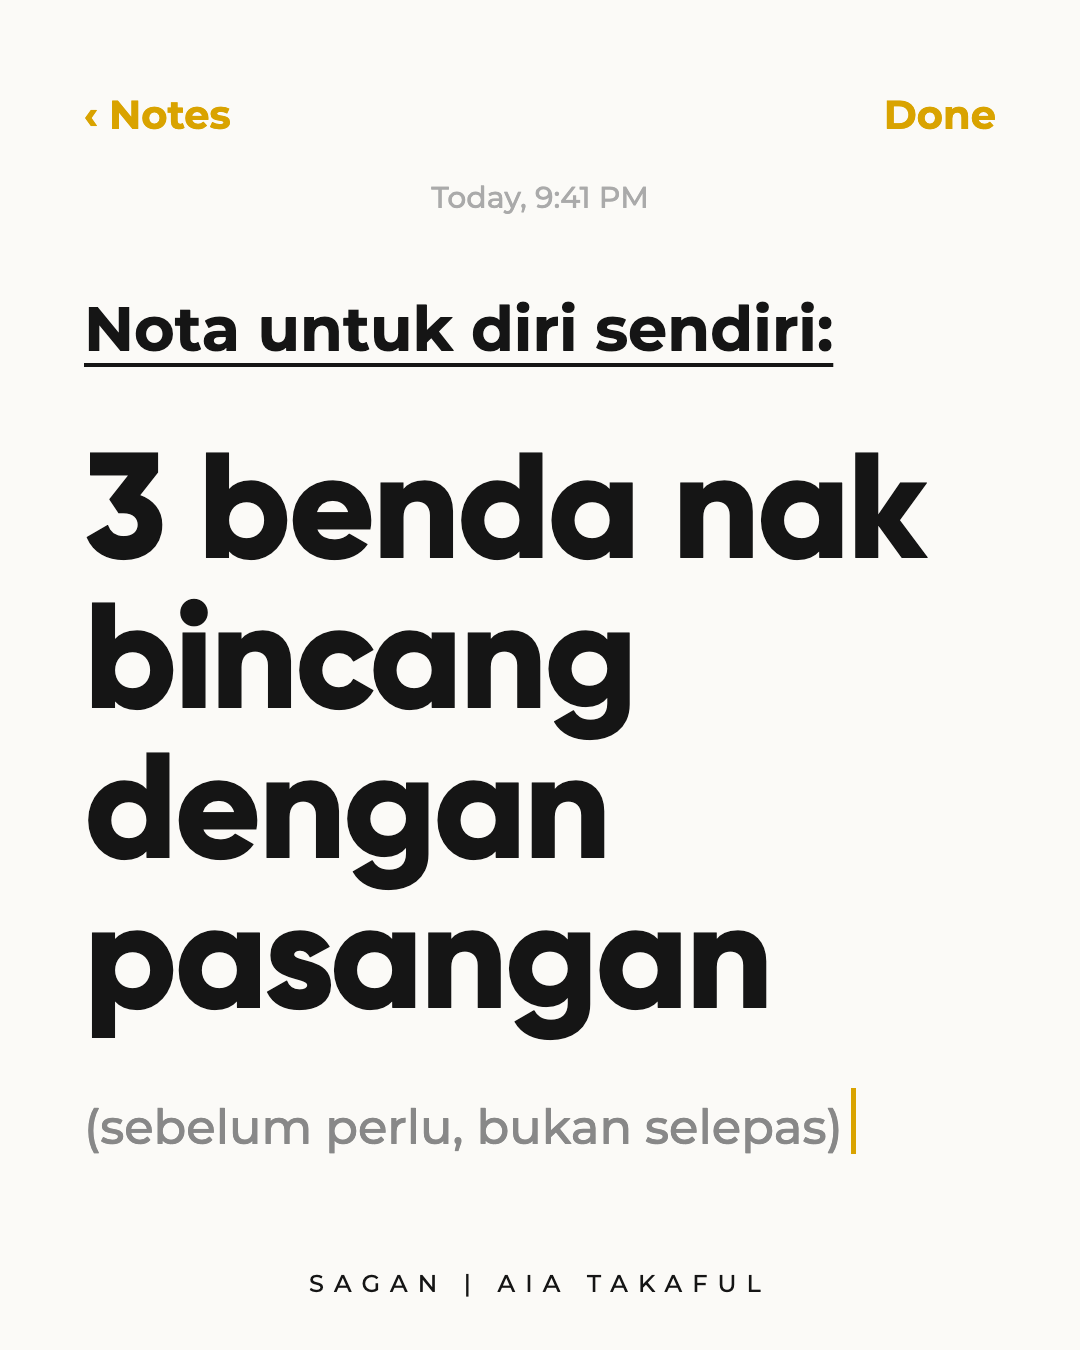 ‹ Notes
Done
Today, 9:41 PM
Nota untuk diri sendiri:
3 benda nak
bincang
dengan
pasangan
(sebelum perlu, bukan selepas)
SAGAN | AIA TAKAFUL